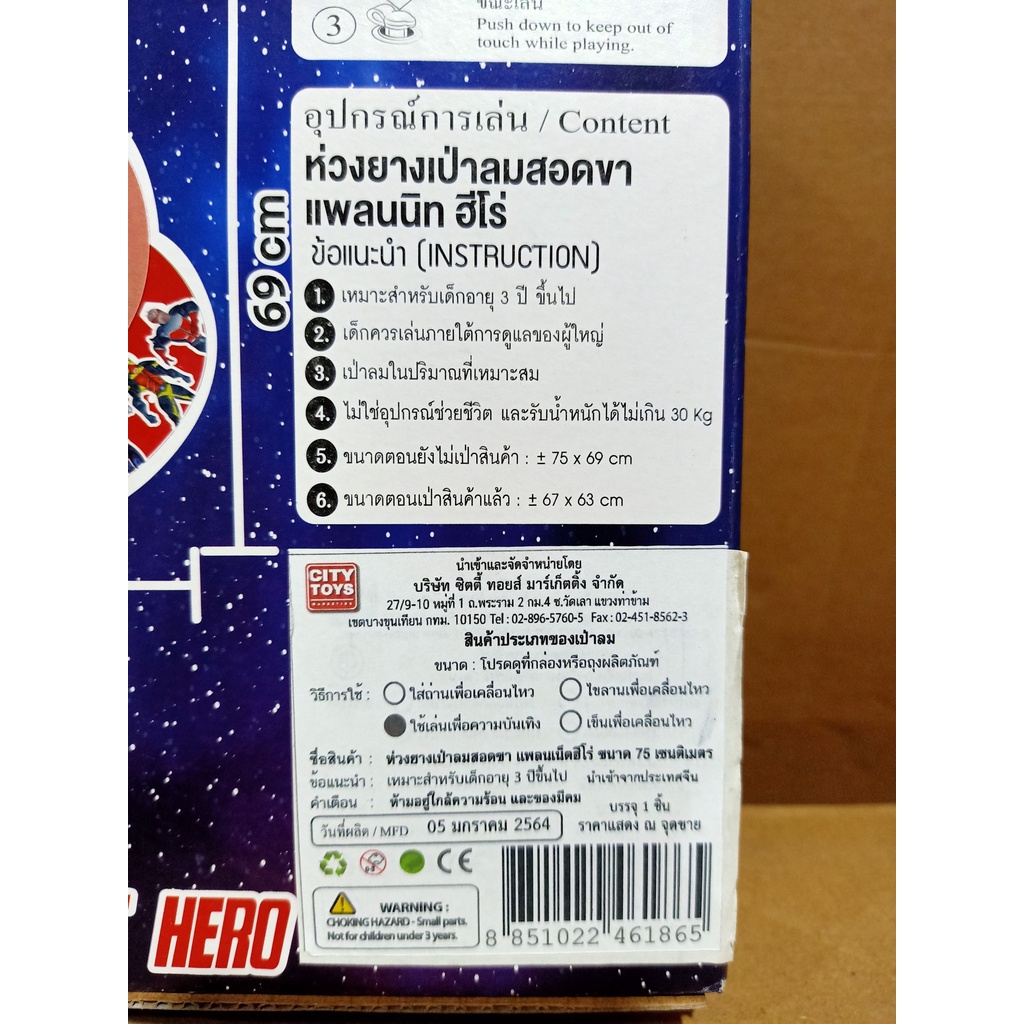 ขณะเล่น
3
Push down to keep out of
touch while playing.
อุปกรณ์การเล่น / Content
ห่วงยางเป่าลมสอดขา
แพลนนิท ฮีโร่
ข้อแนะนำ (INSTRUCTION)
1. เหมาะสำหรับเด็กอายุ 3 ปี ขึ้นไป
2. เด็กควรเล่นภายใต้การดูแลของผู้ใหญ่
3. เป่าลมในปริมาณที่เหมาะสม
4. ไม่ใช่อุปกรณ์ช่วยชีวิต และรับน้ำหนักได้ไม่เกิน 30 Kg
5. ขนาดตอนยังไม่เป่าสินค้า : ± 75 x 69 cm
6. ขนาดตอนเป่าสินค้าแล้ว : ± 67 x 63 cm
69 cm
CITY
TOYS
MARKETING
นำเข้าและจัดจำหน่ายโดย
บริษัท ซิตตี้ ทอยส์ มาร์เก็ตติ้ง จำกัด
27/9-10 หมู่ที่ 1 ถ.พระราม 2 กม.4 ซ.วัดเลา แขวงท่าข้าม
เขตบางขุนเทียน กทม. 10150 Tel : 02-896-5760-5 Fax : 02-451-8562-3
สินค้าประเภทของเป่าลม
ขนาด : โปรดดูที่กล่องหรือถุงผลิตภัณฑ์
วิธีการใช้ : ใส่ถ่านเพื่อเคลื่อนไหว ไขลานเพื่อเคลื่อนไหว
ใช้เล่นเพื่อความบันเทิง เข็นเพื่อเคลื่อนไหว
ชื่อสินค้า : ห่วงยางเป่าลมสอดขา แพลนเน็ตฮีโร่ ขนาด 75 เซนติเมตร
ข้อแนะนำ : เหมาะสำหรับเด็กอายุ 3 ปีขึ้นไป นำเข้าจากประเทศจีน
คำเตือน : ห้ามอยู่ใกล้ความร้อน และของมีคม บรรจุ 1 ชิ้น
วันที่ผลิต / MFD 05 มกราคม 2564 ราคาแสดง ณ จุดขาย
0-3
CE
WARNING :
CHOKING HAZARD - Small parts.
Not for children under 3 years.
8 851022 461865
HERO